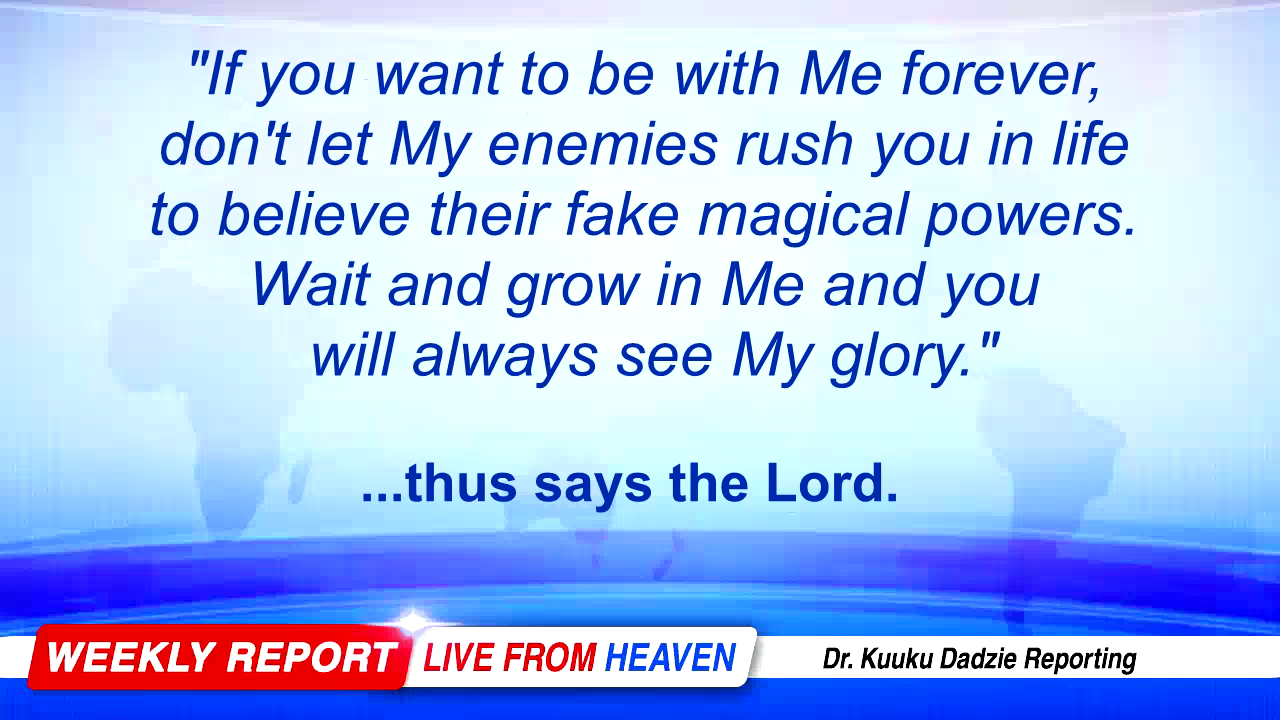 "If you want to be with Me forever,
don't let My enemies rush you in life
to believe their fake magical powers.
Wait and grow in Me and you
will always see My glory."
...thus says the Lord.
WEEKLY REPORT LIVE FROM HEAVEN Dr. Kuuku Dadzie Reporting